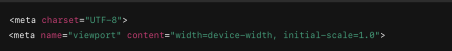 <meta charset="UTF-8">
<meta name="viewport" content="width=device-width, initial-scale=1.0">